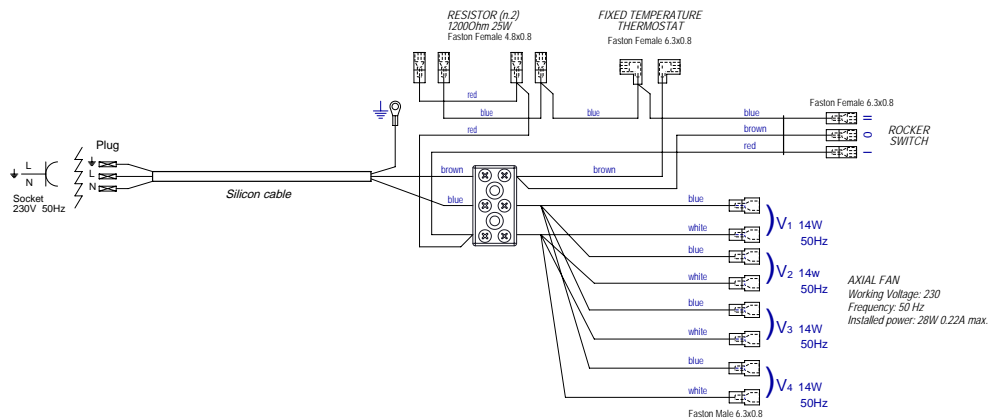 RESISTOR (n.2)
1200Ohm 25W
Faston Female 4.8x0.8
FIXED TEMPERATURE
THERMOSTAT
Faston Female 6.3x0.8
red
blue
blue
red
blue
brown
red
Faston Female 6.3x0.8
II
O
I
ROCKER
SWITCH
Plug
L
N
L
N
Socket
230V 50Hz
Silicon cable
brown
blue
brown
blue
white
V1 14W
50Hz
blue
white
V2 14w
50Hz
blue
white
V3 14W
50Hz
blue
white
V4 14W
50Hz
AXIAL FAN
Working Voltage: 230
Frequency: 50 Hz
Installed power: 28W 0.22A max.
Faston Male 6.3x0.8